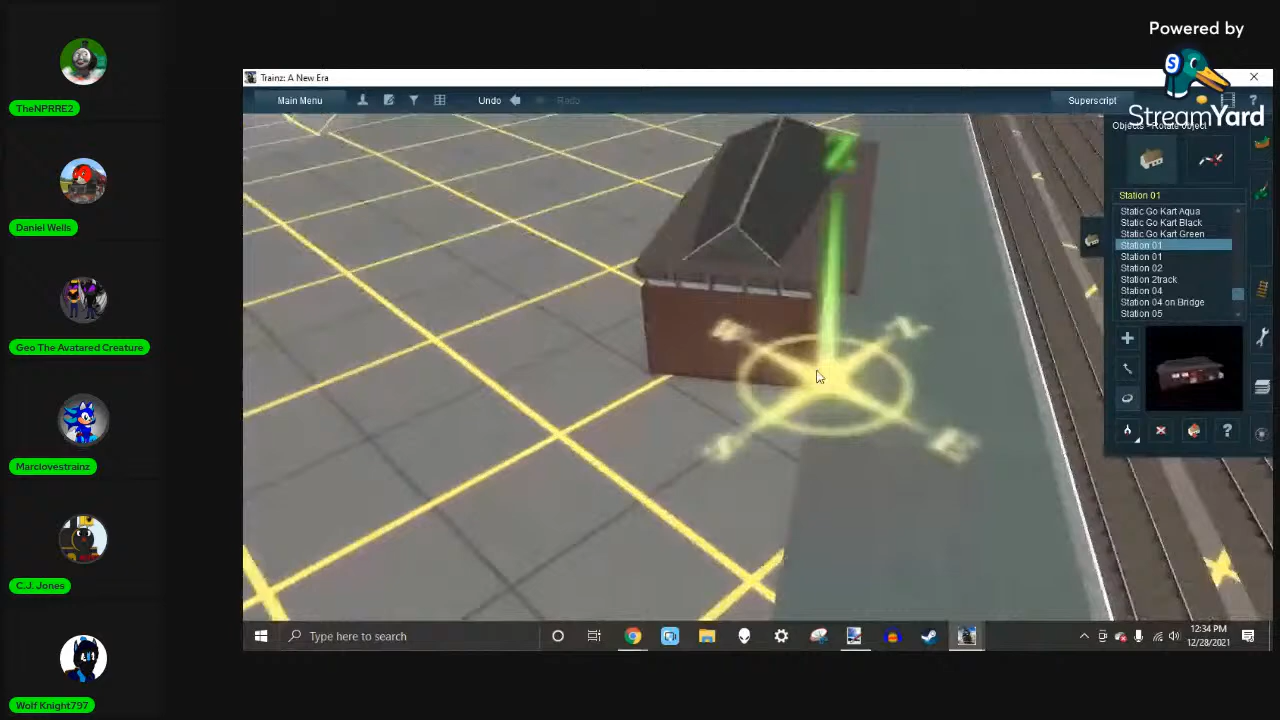 Powered by
StreamYard
TheNPRRE2
Daniel Wells
Geo The Avatared Creature
Marclovestrainz
C.J. Jones
Wolf Knight797
Trainz: A New Era
Main Menu
Undo
Redo
Superscript
?
Objects - Rotate object
Station 01
Static Go Kart Aqua
Static Go Kart Black
Static Go Kart Green
Station 01
Station 01
Station 02
Station 2track
Station 04
Station 04 on Bridge
Station 05
?
Z
Type here to search
12:34 PM
12/28/2021